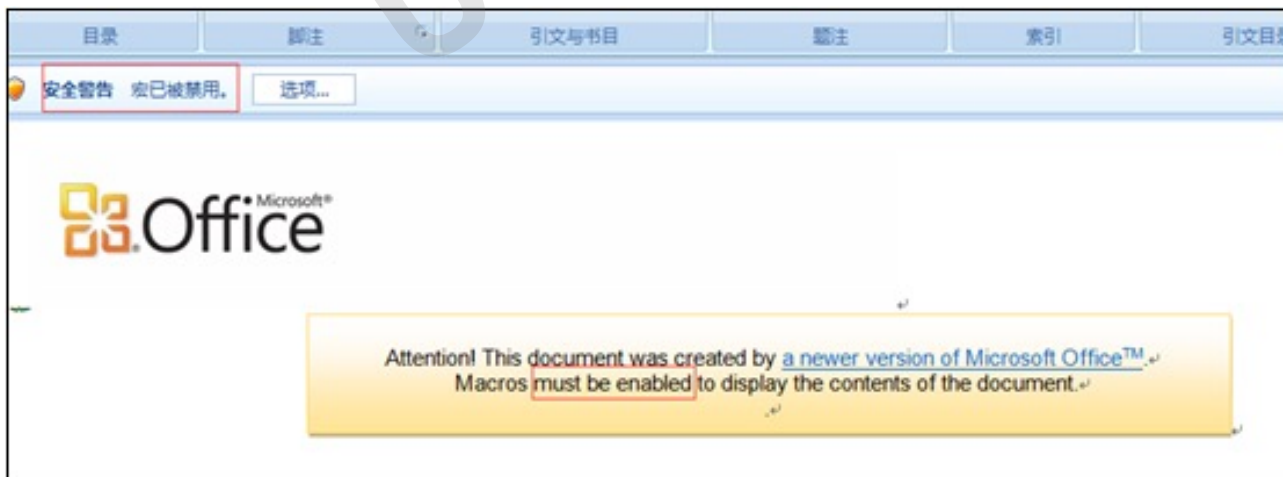 目录 脚注 引文与书目 题注 索引 引文目录
安全警告 宏已被禁用。 选项...
Microsoft®
Office
Attention! This document was created by a newer version of Microsoft Office™.
Macros must be enabled to display the contents of the document.
.